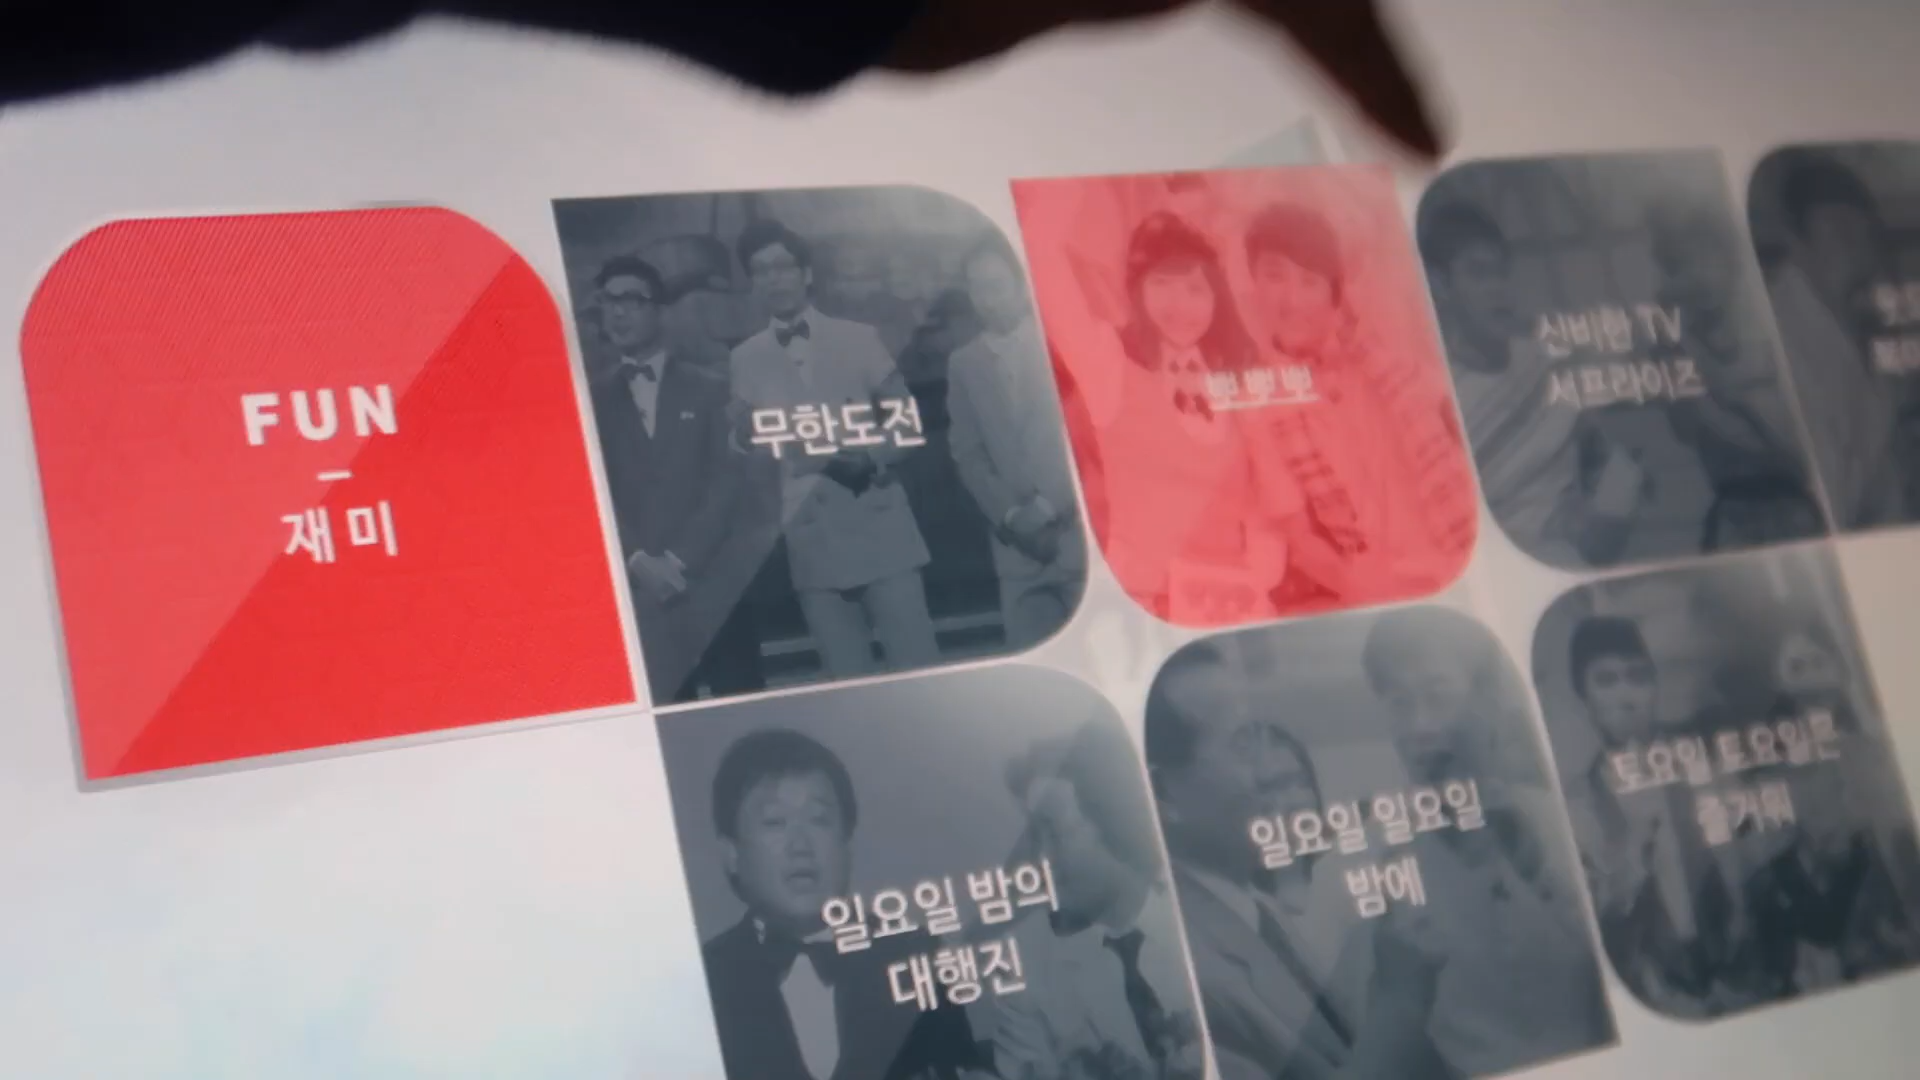 FUN
재미
무한도전
뽀뽀뽀
신비한 TV
서프라이즈
일요일 밤의
대행진
일요일 일요일
밤에
토요일 토요일은
즐거워